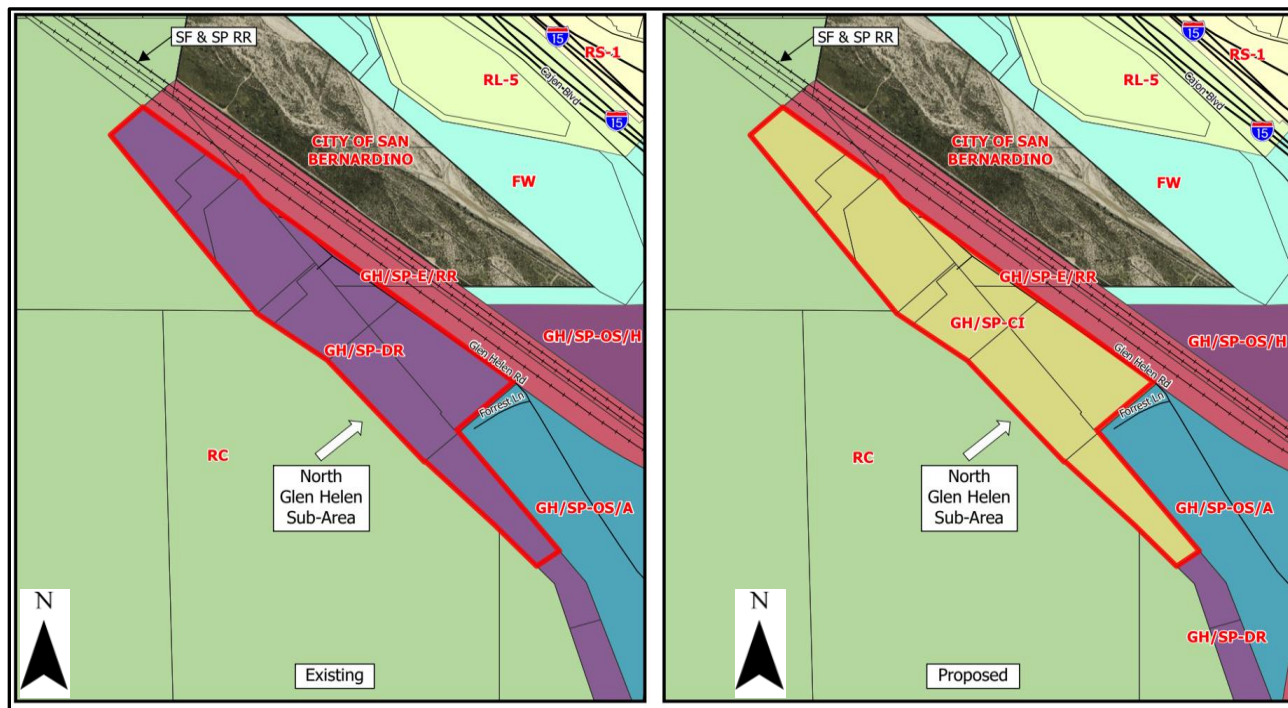 SF & SP RR
15
RS-1
RL-5
Cajon Blvd
15
CITY OF SAN
BERNARDINO
FW
GH/SP-E/RR
GH/SP-OS/H
GH/SP-DR
Glen Helen Rd
Forrest Ln
RC
North
Glen Helen
Sub-Area
GH/SP-OS/A
N
Existing
SF & SP RR
15
RS-1
RL-5
Cajon Blvd
15
CITY OF SAN
BERNARDINO
FW
GH/SP-E/RR
GH/SP-CI
GH/SP-OS/H
Glen Helen Rd
Forrest Ln
RC
North
Glen Helen
Sub-Area
GH/SP-OS/A
N
GH/SP-DR
Proposed